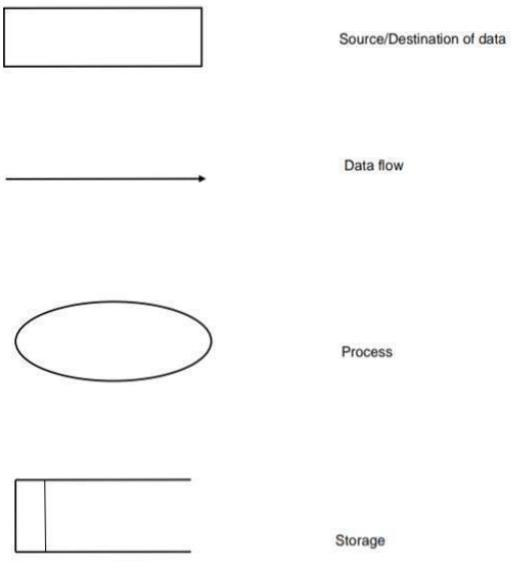 Source/Destination of data
Data flow
Process
Storage